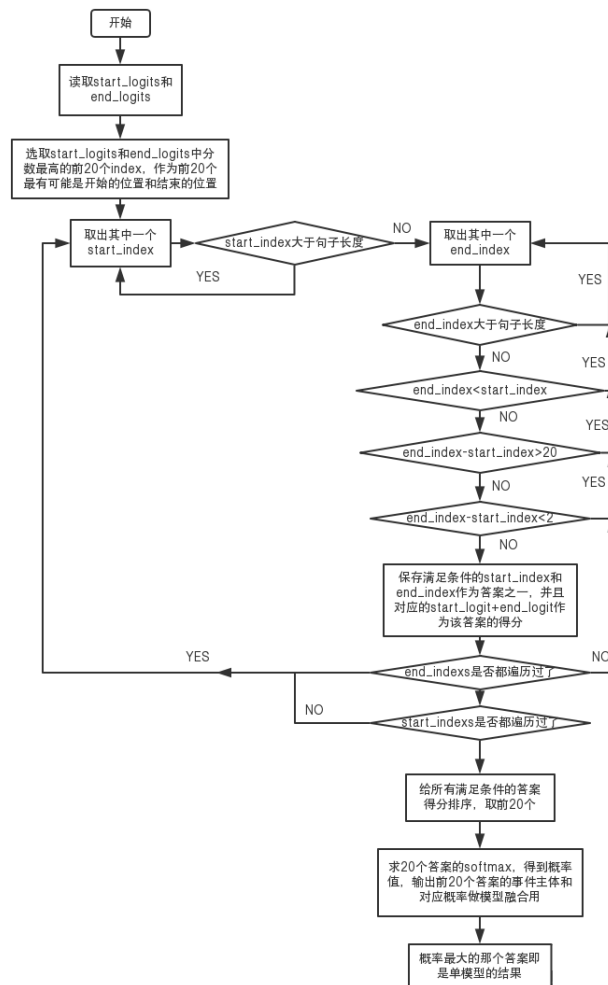 开始
读取start_logits和
end_logits
选取start_logits和end_logits中分
数最高的前20个index，作为前20个
最有可能是开始的位置和结束的位置
取出其中一个
start_index
start_index大于句子长度
NO
YES
取出其中一个
end_index
YES
end_index大于句子长度
NO
YES
end_index<start_index
NO
YES
end_index-start_index>20
NO
YES
end_index-start_index<2
NO
保存满足条件的start_index和
end_index作为答案之一，并且
对应的start_logit+end_logit作
为该答案的得分
YES
end_indexs是否都遍历过了
NO
NO
start_indexs是否都遍历过了
给所有满足条件的答案
得分排序，取前20个
求20个答案的softmax，得到概率
值，输出前20个答案的事件主体和
对应概率做模型融合用
概率最大的那个答案即
是单模型的结果